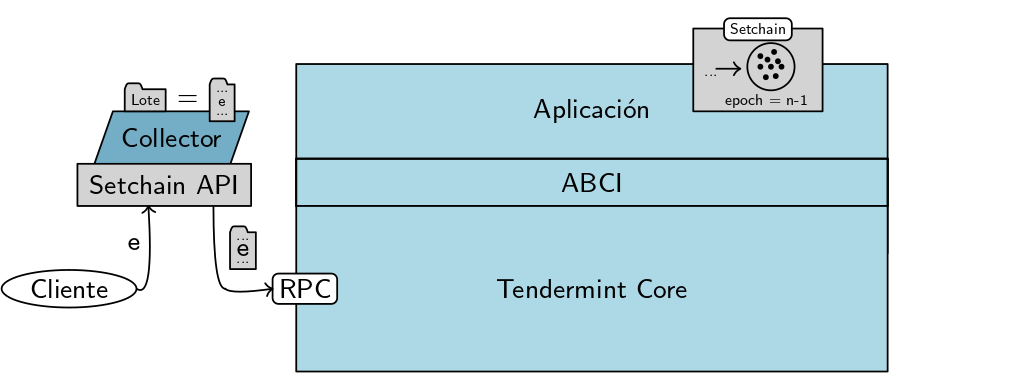 Setchain
...
epoch = n-1
Lote
=
...
e
...
Collector
Setchain API
e
...
e
...
Cliente
RPC
Aplicación
ABCI
Tendermint Core